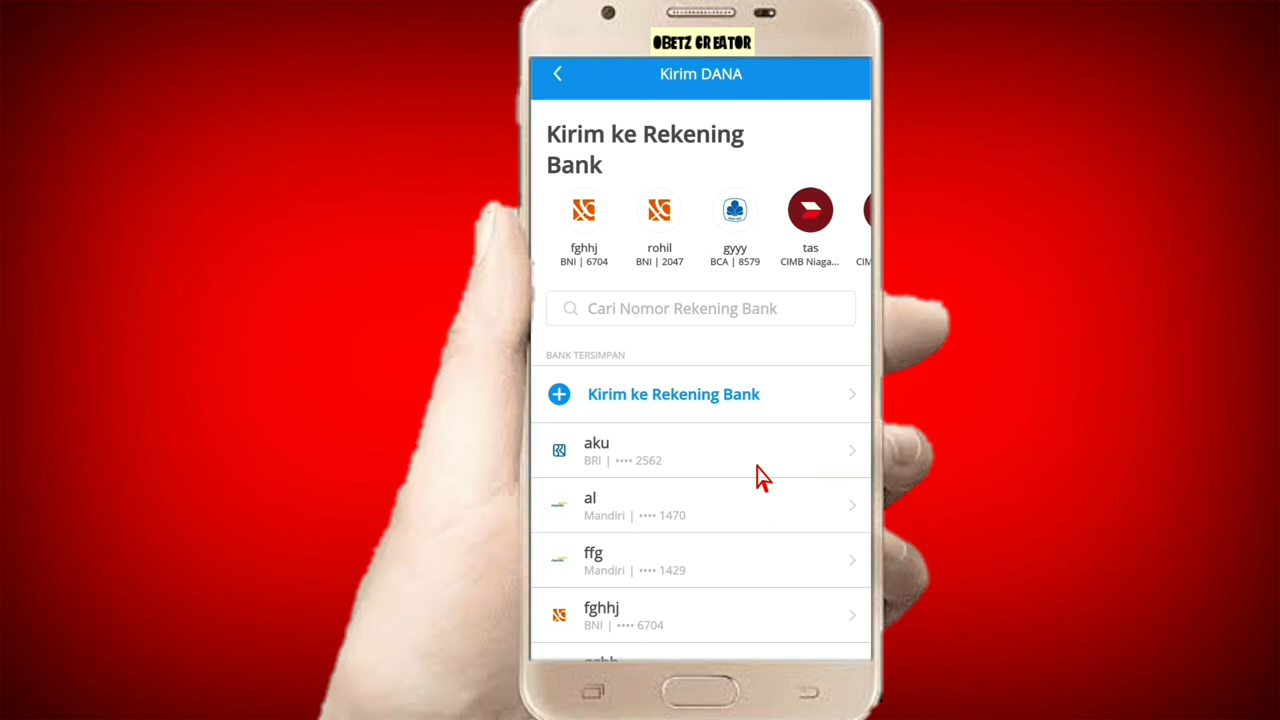 OBETZ CREATOR
Kirim DANA
Kirim ke Rekening
Bank
fghhj
BNI | 6704
rohil
BNI | 2047
gyyy
BCA | 8579
tas
CIMB Niaga...
CIM
Cari Nomor Rekening Bank
BANK TERSIMPAN
Kirim ke Rekening Bank
aku
BRI | •••• 2562
al
Mandiri | •••• 1470
ffg
Mandiri | •••• 1429
fghhj
BNI | •••• 6704